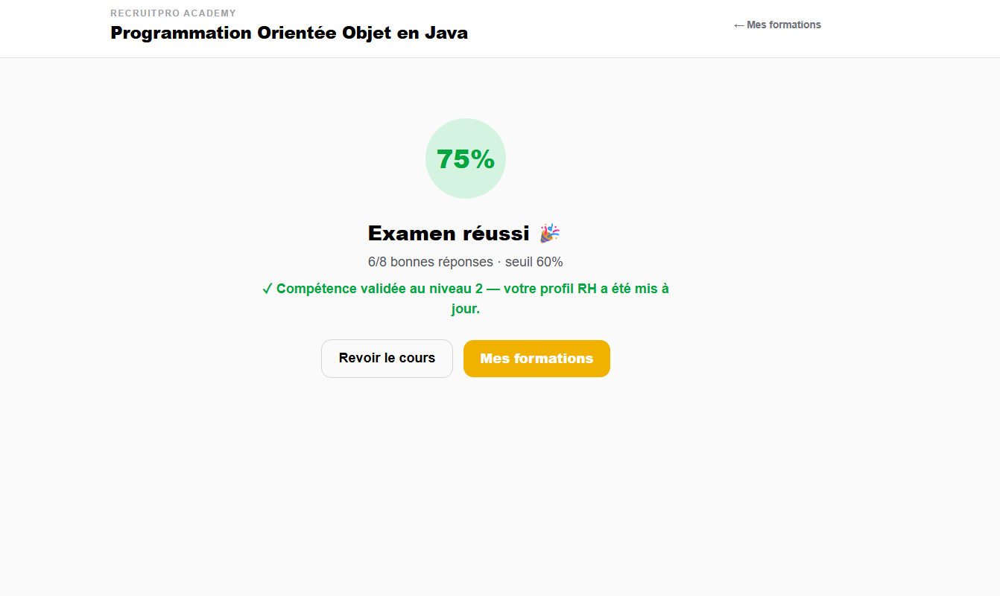 RECRUITPRO ACADEMY
Programmation Orientée Objet en Java
← Mes formations
75%
Examen réussi 🎉
6/8 bonnes réponses · seuil 60%
✓ Compétence validée au niveau 2 — votre profil RH a été mis à
jour.
Revoir le cours
Mes formations